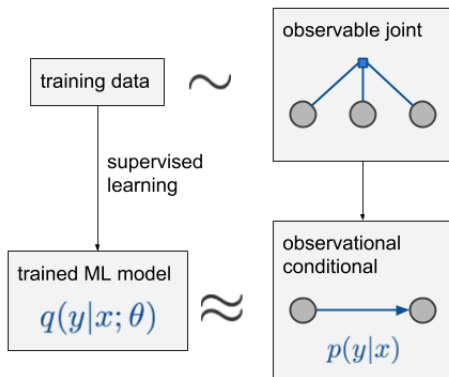 observable joint
training data
∼
supervised
learning
trained ML model
q(y|x; θ)
≈
observational
conditional
p(y|x)